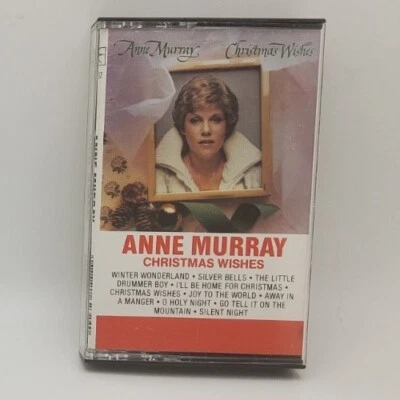 Anne Murray Christmas Wishes
ANNE MURRAY
CHRISTMAS WISHES
WINTER WONDERLAND • SILVER BELLS • THE LITTLE
DRUMMER BOY • I'LL BE HOME FOR CHRISTMAS •
CHRISTMAS WISHES • JOY TO THE WORLD • AWAY IN
A MANGER • O HOLY NIGHT • GO TELL IT ON THE
MOUNTAIN • SILENT NIGHT